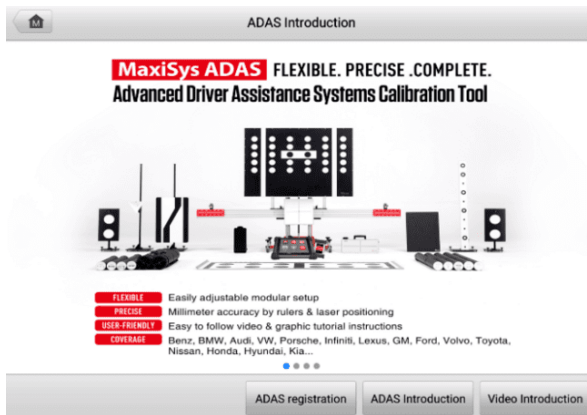 ADAS Introduction
MaxiSys ADAS FLEXIBLE. PRECISE .COMPLETE.
Advanced Driver Assistance Systems Calibration Tool
FLEXIBLE Easily adjustable modular setup
PRECISE Millimeter accuracy by rulers & laser positioning
USER-FRIENDLY Easy to follow video & graphic tutorial instructions
COVERAGE Benz, BMW, Audi, VW, Porsche, Infiniti, Lexus, GM, Ford, Volvo, Toyota,
Nissan, Honda, Hyundai, Kia...
ADAS registration ADAS Introduction Video Introduction